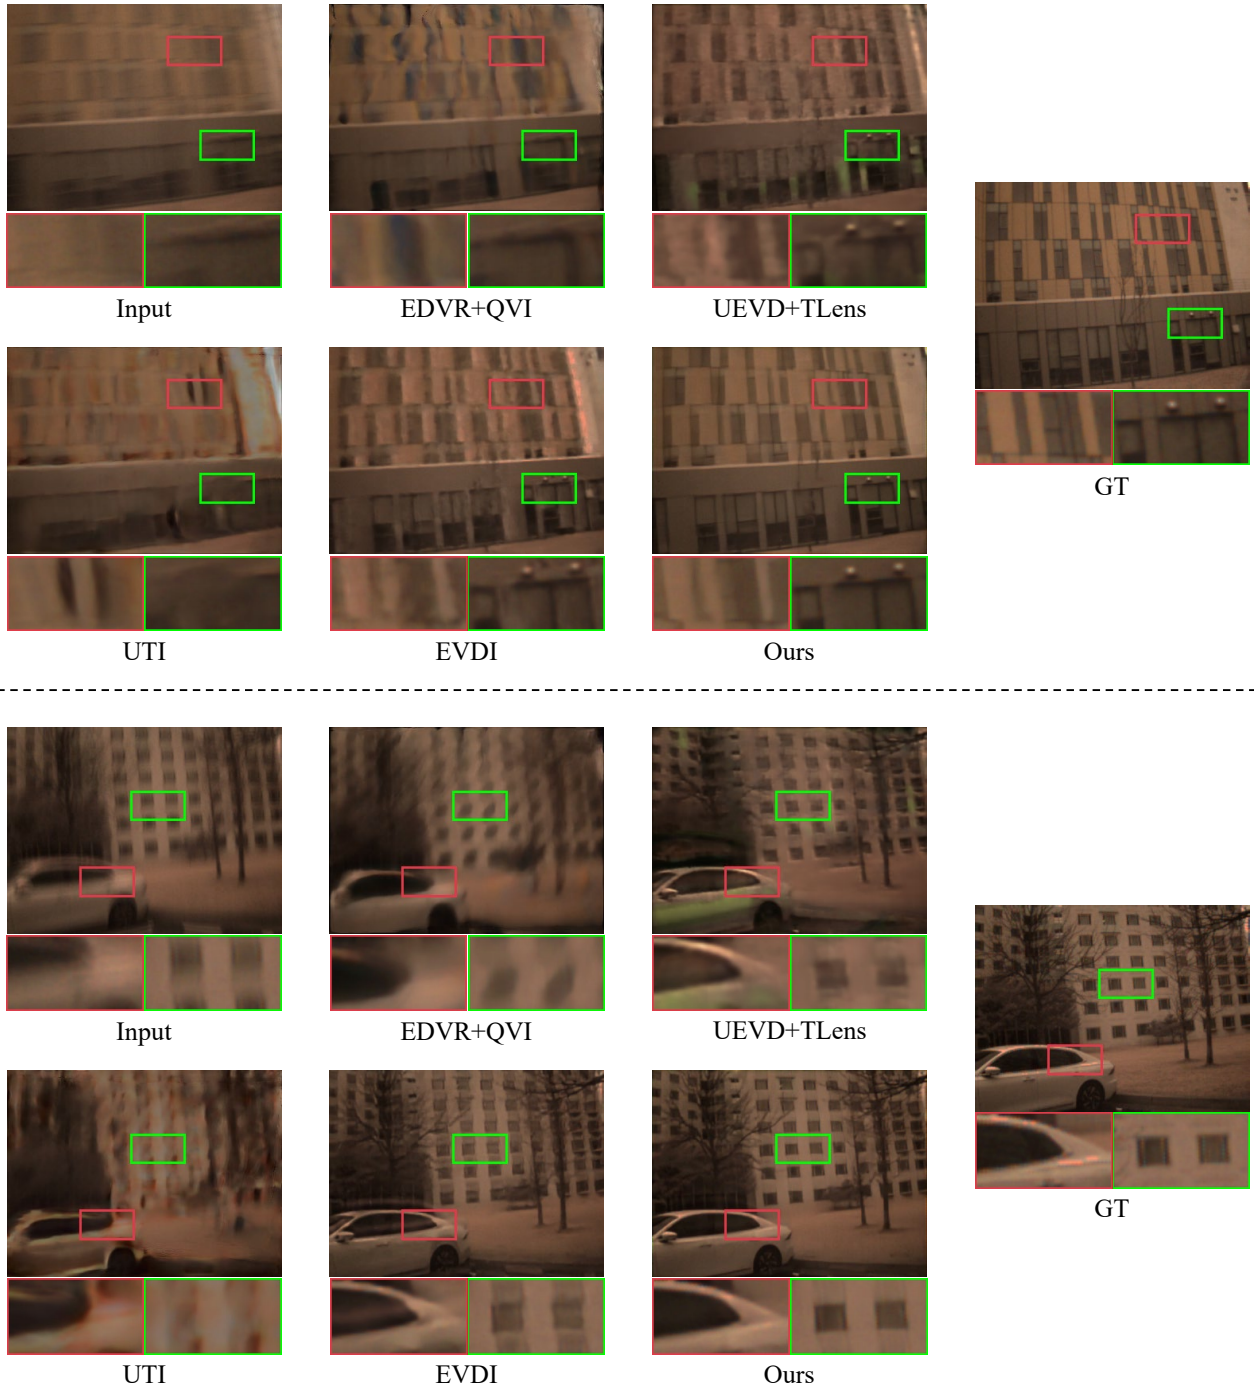 Input
EDVR+QVI
UEVD+TLens
GT
UTI
EVDI
Ours
Input
EDVR+QVI
UEVD+TLens
GT
UTI
EVDI
Ours